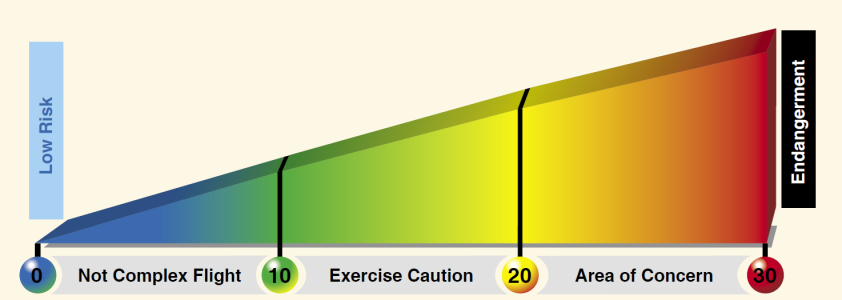 Low Risk
Endangerment
0 Not Complex Flight 10 Exercise Caution 20 Area of Concern 30